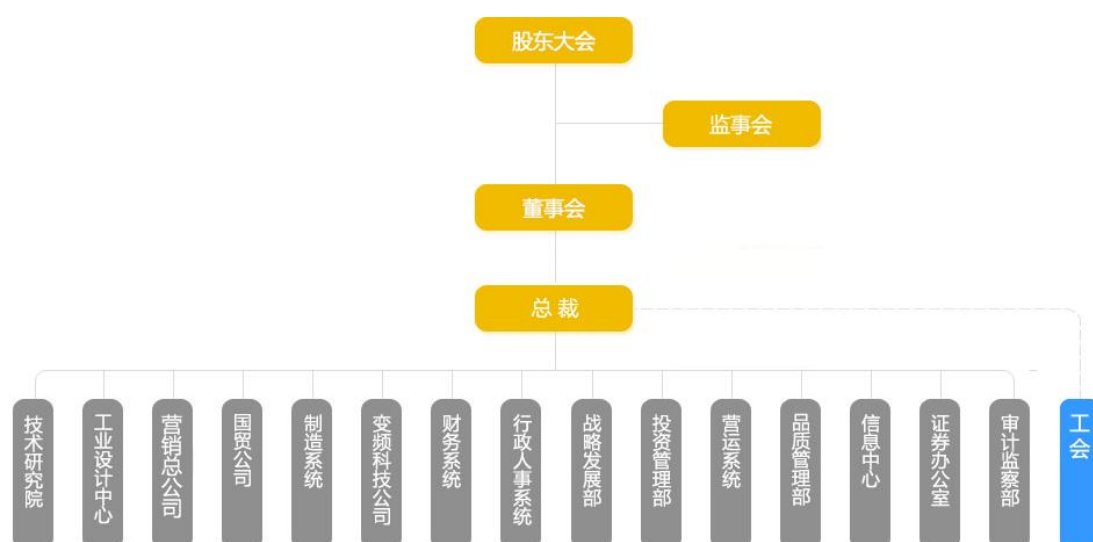 股东大会
监事会
董事会
总裁
技术研究院
工业设计中心
营销总公司
国贸公司
制造系统
变频科技公司
财务系统
行政人事系统
战略发展部
投资管理部
营运系统
品质管理部
信息中心
证券办公室
审计监察部
工会